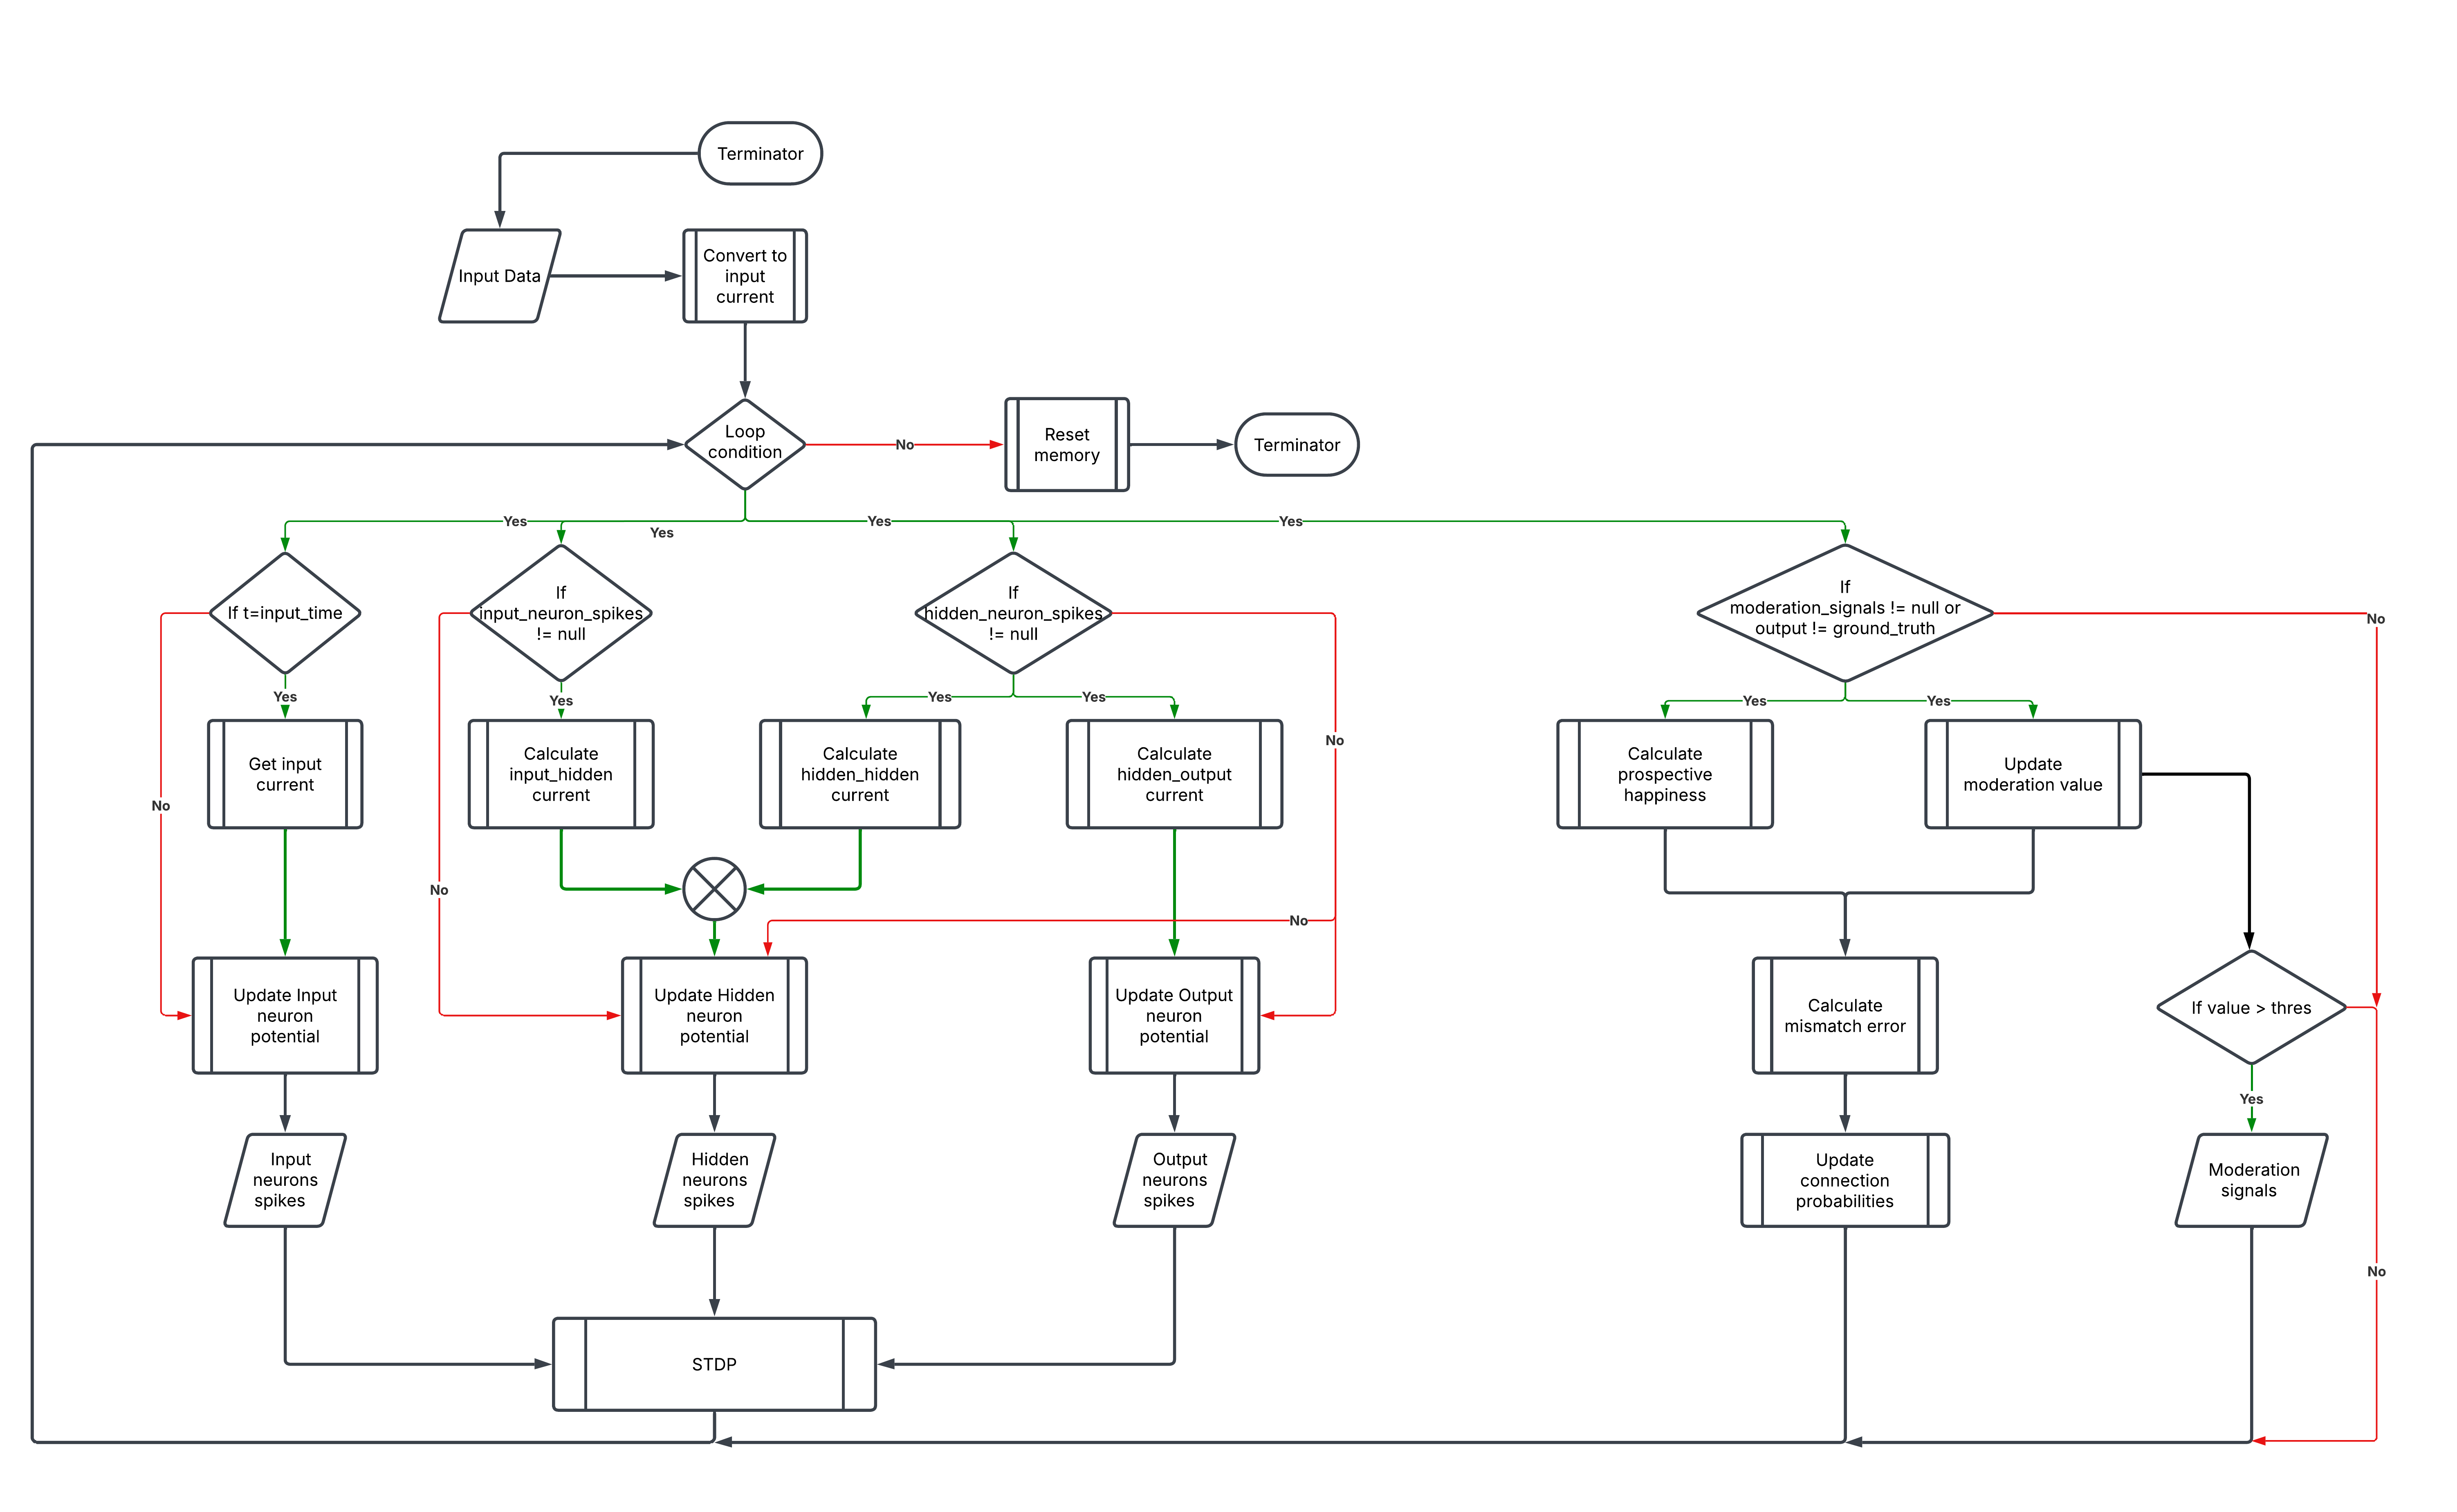 Terminator
Input Data
Convert to
input
current
Loop
condition
No
Reset
memory
Terminator
Yes
Yes
Yes
Yes
If t=input_time
If
input_neuron_spikes
!= null
If
hidden_neuron_spikes
!= null
If
moderation_signals != null or
output != ground_truth
No
Yes
Yes
Yes
Yes
Yes
Yes
No
Get input
current
Calculate
input_hidden
current
Calculate
hidden_hidden
current
Calculate
hidden_output
current
Calculate
prospective
happiness
Update
moderation value
No
No
No
Update Input
neuron
potential
Update Hidden
neuron
potential
Update Output
neuron
potential
Calculate
mismatch error
If value > thres
Yes
Input
neurons
spikes
Hidden
neurons
spikes
Output
neurons
spikes
Update
connection
probabilities
Moderation
signals
No
STDP